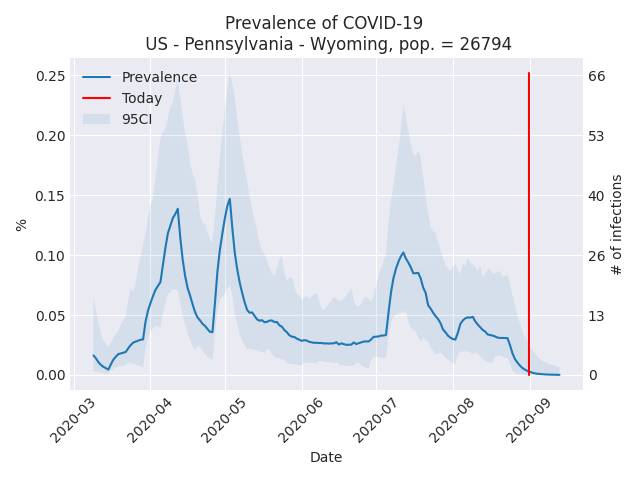 Prevalence of COVID-19
US - Pennsylvania - Wyoming, pop. = 26794
Prevalence
Today
95CI
%
0.25
0.20
0.15
0.10
0.05
0.00
66
53
40
26
13
0
# of infections
2020-03
2020-04
2020-05
2020-06
2020-07
2020-08
2020-09
Date